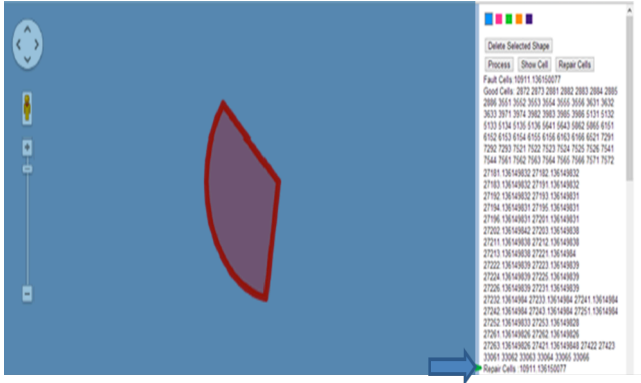 Delete Selected Shape
Process Show Cell Repair Cells
Fault Cells:10911.136150077
Good Cells: 2872 2873 2881 2882 2883 2884 2885
2886 3551 3552 3553 3554 3555 3556 3631 3632
3633 3971 3974 3982 3983 3985 3986 5131 5132
5133 5134 5135 5136 5641 5643 5862 5865 6151
6152 6153 6154 6155 6156 6163 6166 6521 7291
7292 7293 7521 7522 7523 7524 7525 7526 7541
7544 7561 7562 7563 7564 7565 7566 7571 7572
27181.136149832 27182.136149832
27183.136149832 27191.136149832
27192.136149832 27193.136149831
27194.136149831 27195.136149831
27196.136149831 27201.136149831
27202.136149842 27203.136149838
27211.136149838 27212.136149838
27213.136149838 27221.13614984
27222.136149839 27223.136149839
27224.136149839 27225.136149839
27226.136149839 27231.136149839
27232.13614984 27233.13614984 27241.13614984
27242.13614984 27243.13614984 27251.13614984
27252.136149833 27253.136149828
27261.136149826 27262.136149826
27263.136149826 27421.136149848 27422 27423
33061 33062 33063 33064 33065 33066
Repair Cells :10911.136150077